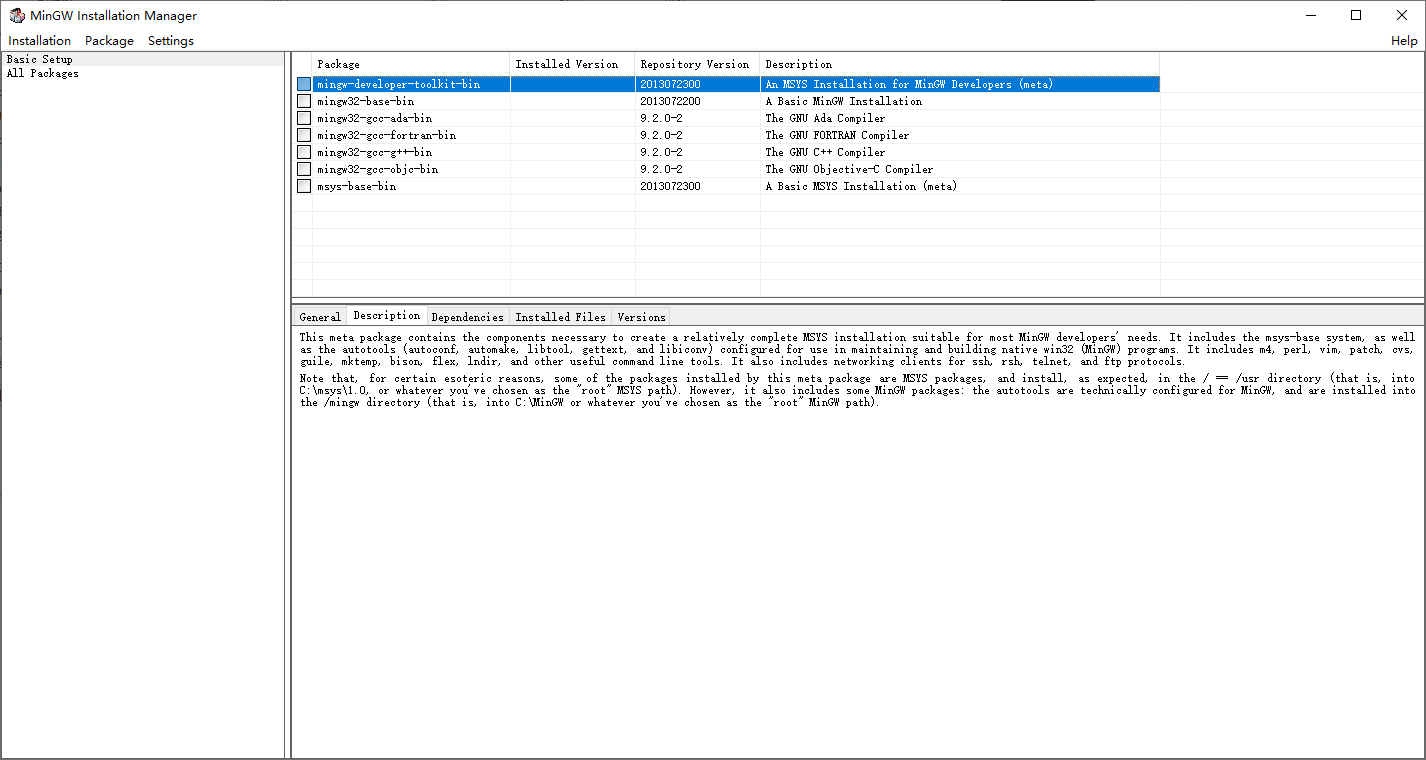 MinGW Installation Manager
Installation Package Settings Help
Basic Setup
All Packages
Package Installed Version Repository Version Description
mingw-developer-toolkit-bin 2013072300 An MSYS Installation for MinGW Developers (meta)
mingw32-base-bin 2013072200 A Basic MinGW Installation
mingw32-gcc-ada-bin 9.2.0-2 The GNU Ada Compiler
mingw32-gcc-fortran-bin 9.2.0-2 The GNU FORTRAN Compiler
mingw32-gcc-g++-bin 9.2.0-2 The GNU C++ Compiler
mingw32-gcc-objc-bin 9.2.0-2 The GNU Objective-C Compiler
msys-base-bin 2013072300 A Basic MSYS Installation (meta)
General Description Dependencies Installed Files Versions
This meta package contains the components necessary to create a relatively complete MSYS installation suitable for most MinGW developers' needs. It includes the msys-base system, as well
as the autotools (autoconf, automake, libtool, gettext, and libiconv) configured for use in maintaining and building native win32 (MinGW) programs. It includes m4, perl, vim, patch, cvs,
guile, mktemp, bison, flex, lndir, and other useful command line tools. It also includes networking clients for ssh, rsh, telnet, and ftp protocols.
Note that, for certain esoteric reasons, some of the packages installed by this meta package are MSYS packages, and install, as expected, in the / == /usr directory (that is, into
C:\msys\1.0, or whatever you've chosen as the "root" MSYS path). However, it also includes some MinGW packages: the autotools are technically configured for MinGW, and are installed into
the /mingw directory (that is, into C:\MinGW or whatever you've chosen as the "root" MinGW path).